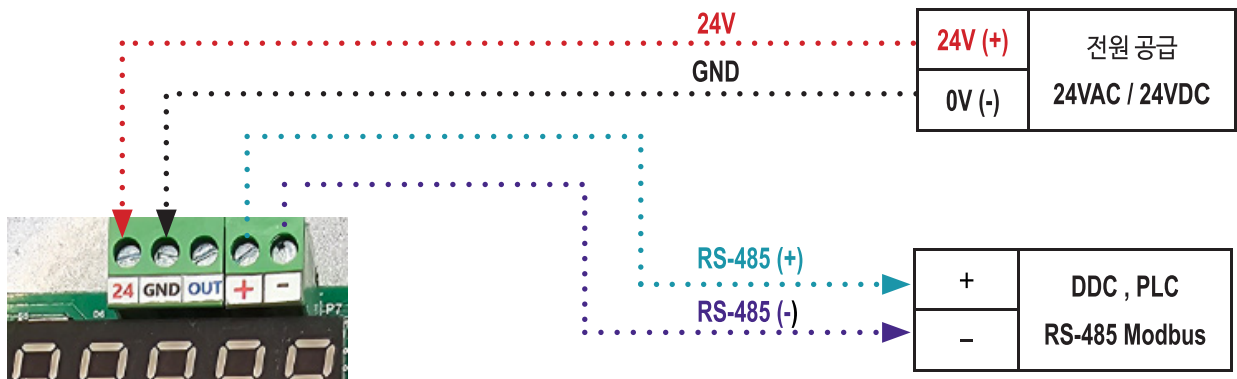 24V
24V (+)
전원 공급
GND
0V (-)
24VAC / 24VDC
RS-485 (+)
+
DDC , PLC
RS-485 (-)
−
RS-485 Modbus
24 GND OUT + -
P7